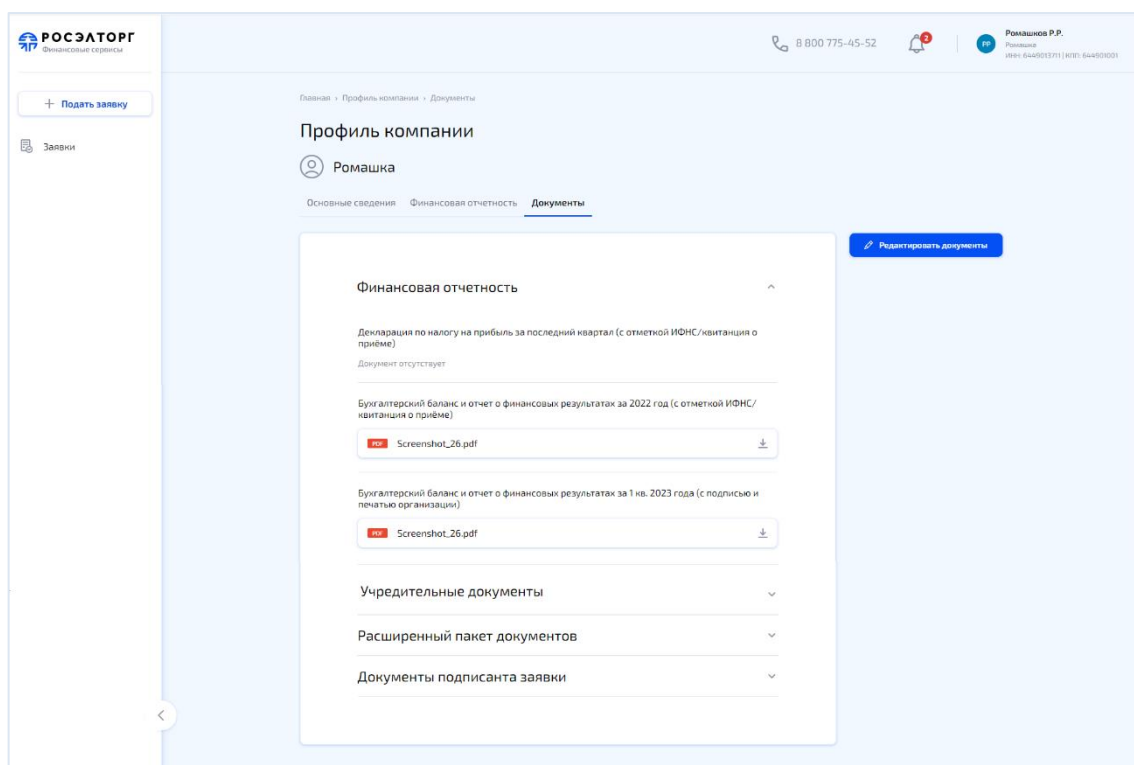 РОСЭЛТОРГ
Финансовые сервисы
8 800 775-45-52
2
РР
Ромашков Р.Р.
Ромашка
ИНН: 6449013711 | КПП: 644901001
+ Подать заявку
Заявки
Главная › Профиль компании › Документы
Профиль компании
Ромашка
Основные сведения Финансовая отчетность Документы
Редактировать документы
Финансовая отчетность
Декларация по налогу на прибыль за последний квартал (с отметкой ИФНС/квитанция о
приёме)
Документ отсутствует
Бухгалтерский баланс и отчет о финансовых результатах за 2022 год (с отметкой ИФНС/
квитанция о приёме)
PDF Screenshot_26.pdf
Бухгалтерский баланс и отчет о финансовых результатах за 1 кв. 2023 года (с подписью и
печатью организации)
PDF Screenshot_26.pdf
Учредительные документы
Расширенный пакет документов
Документы подписанта заявки